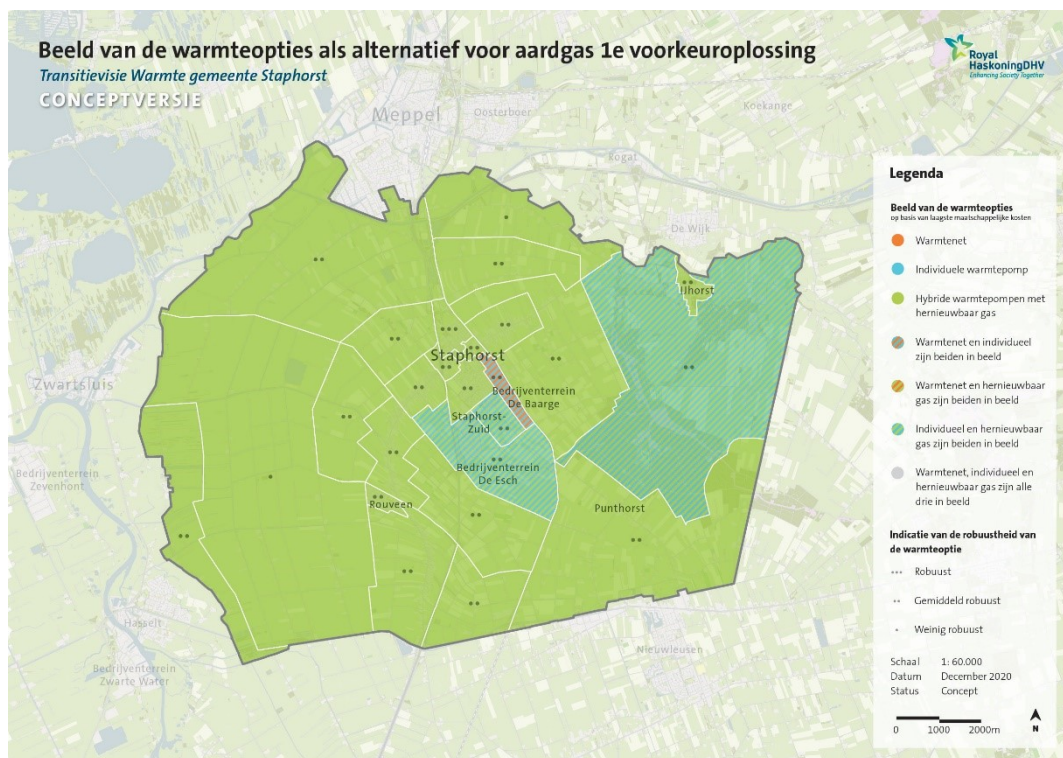 Beeld van de warmteopties als alternatief voor aardgas 1e voorkeuroplossing
Transitievisie Warmte gemeente Staphorst
CONCEPTVERSIE
Royal
HaskoningDHV
Enhancing Society Together
Meppel
Oosterboer
Koekange
Rogat
De Wijk
IJhorst
Staphorst
Bedrijventerrein
De Baarge
Staphorst-
Zuid
Bedrijventerrein
De Esch
Zwartsluis
Bedrijventerrein
Zevenhont
Rouveen
Punthorst
Hasselt
Bedrijventerrein
Zwarte Water
Nieuwleusen
Legenda
Beeld van de warmteopties
op basis van laagste maatschappelijke kosten
Warmtenet
Individuele warmtepomp
Hybride warmtepompen met
hernieuwbaar gas
Warmtenet en individueel
zijn beiden in beeld
Warmtenet en hernieuwbaar
gas zijn beiden in beeld
Individueel en hernieuwbaar
gas zijn beiden in beeld
Warmtenet, individueel en
hernieuwbaar gas zijn alle
drie in beeld
Indicatie van de robuustheid van
de warmteoptie
Robuust
Gemiddeld robuust
Weinig robuust
Schaal 1: 60.000
Datum December 2020
Status Concept
0 1000 2000m
N